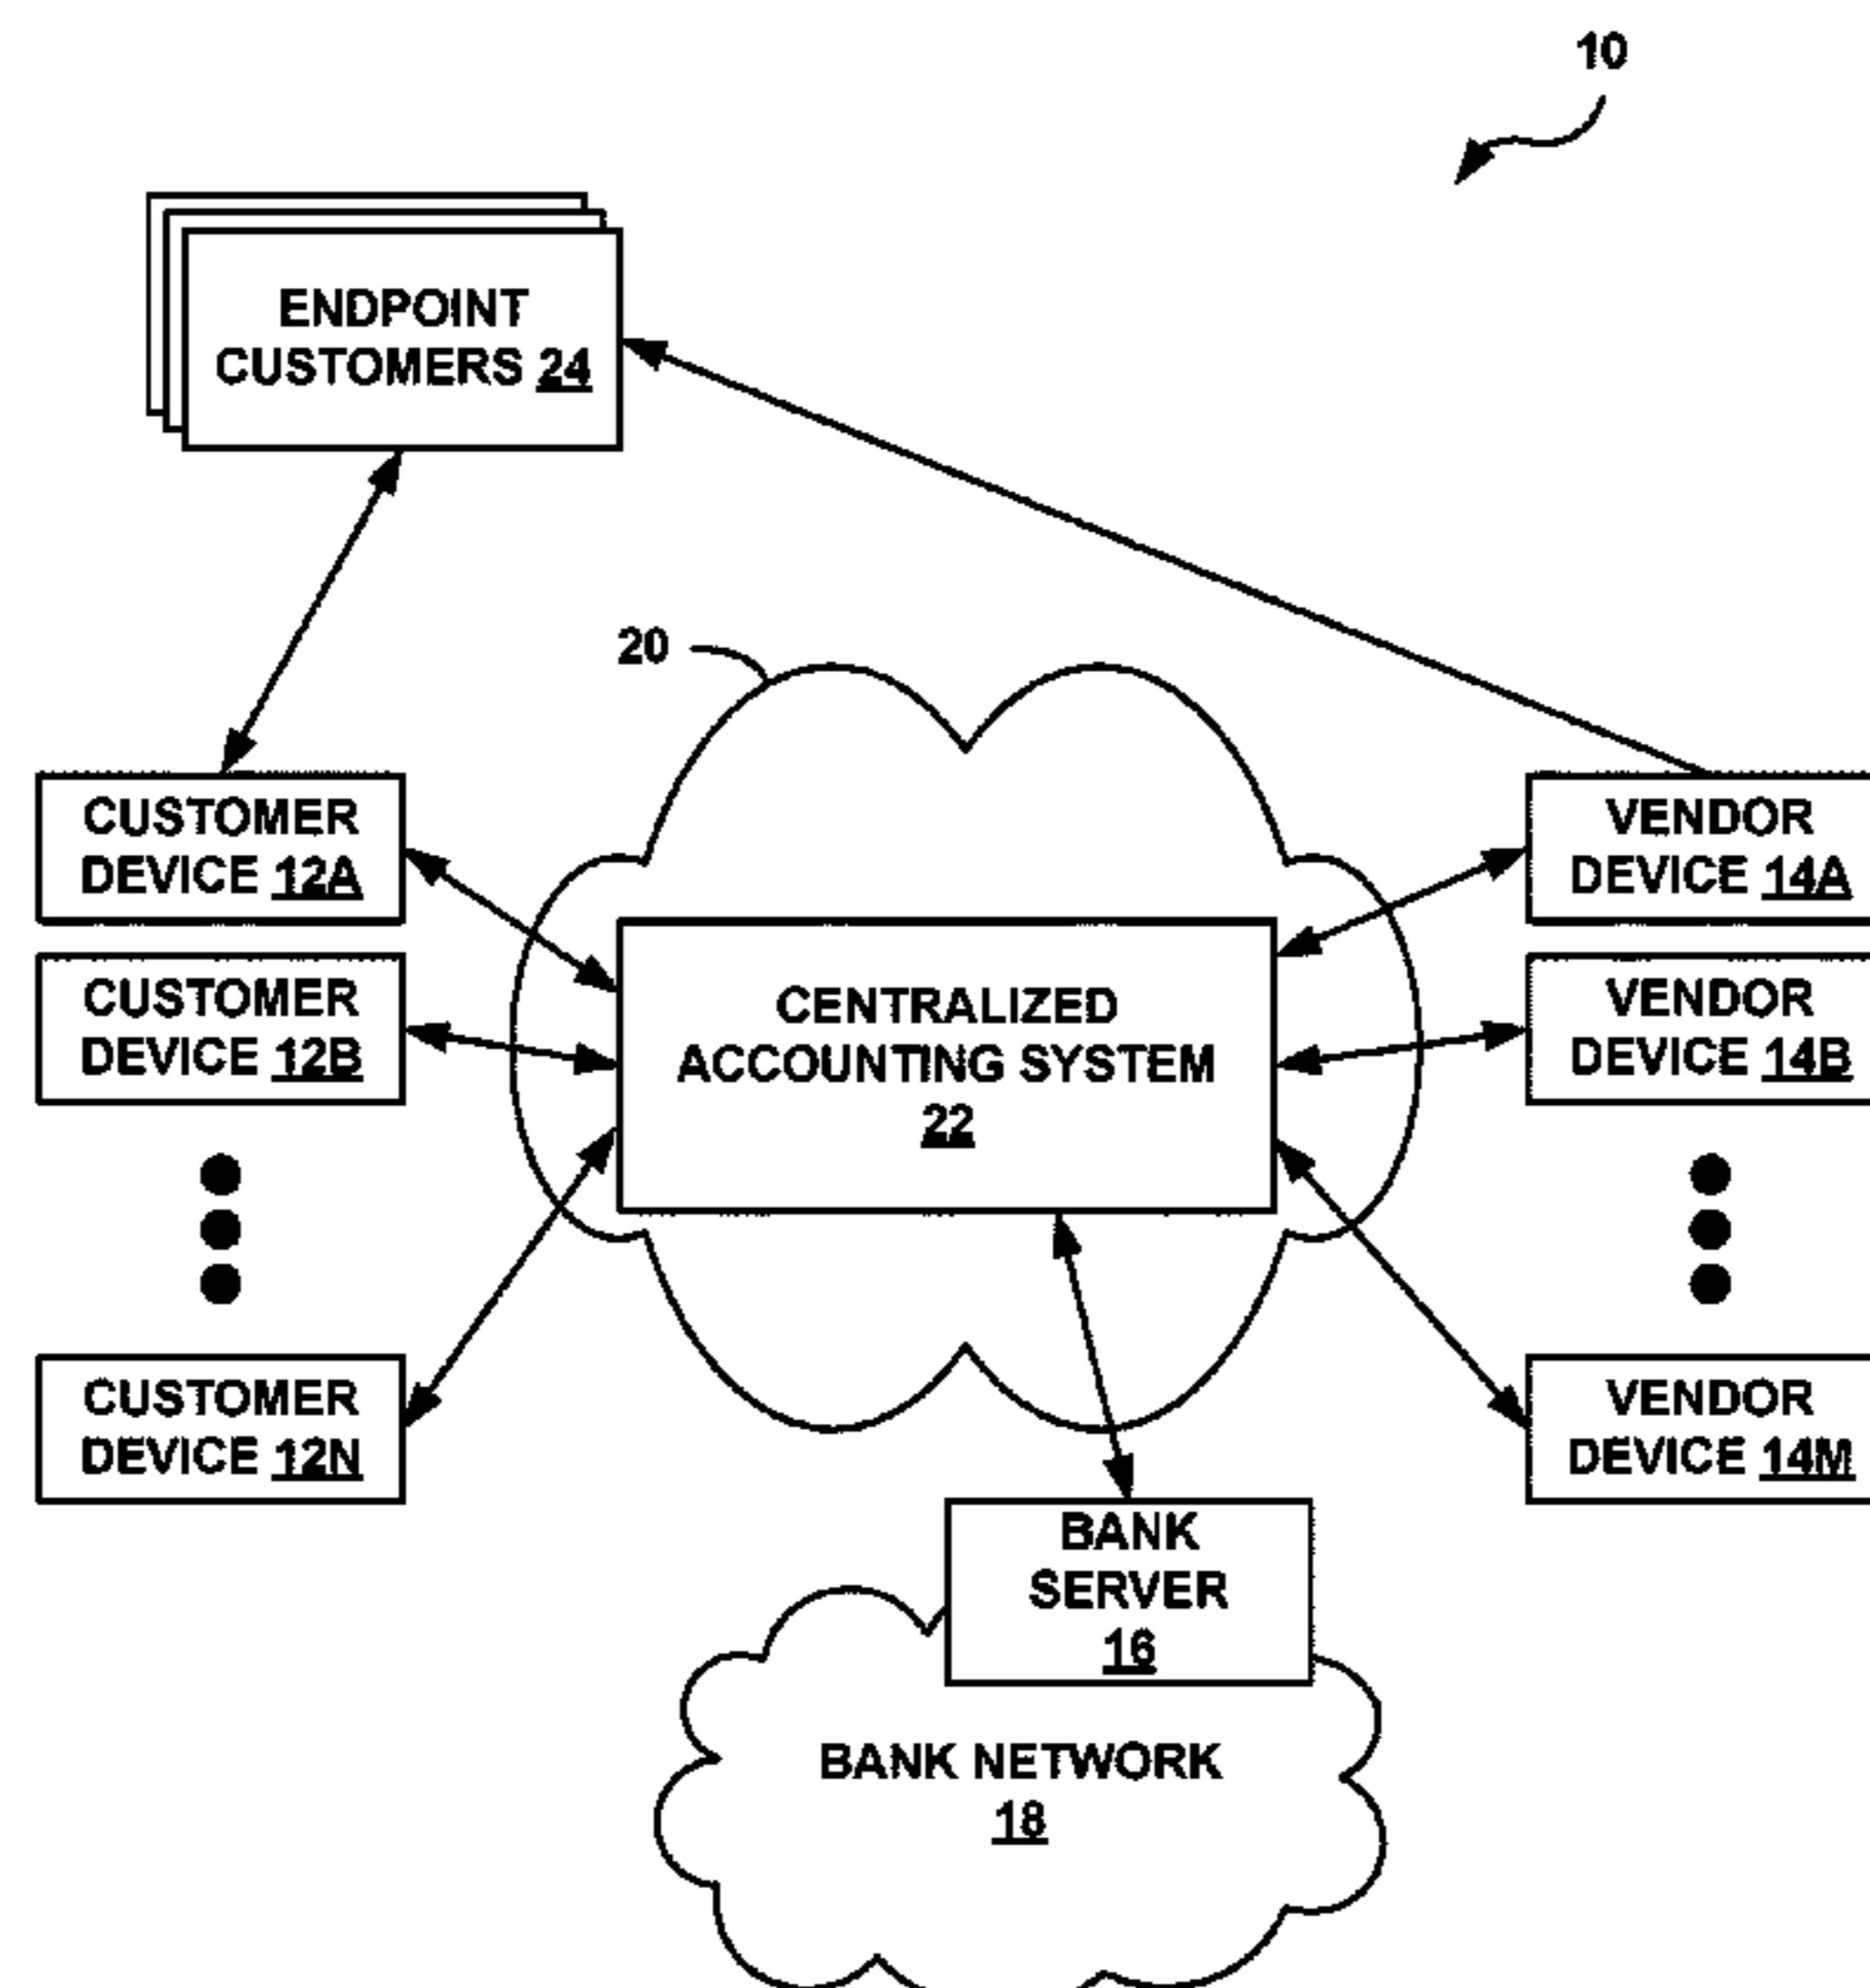 10
ENDPOINT
CUSTOMERS 24
20
CUSTOMER
DEVICE 12A
VENDOR
DEVICE 14A
CUSTOMER
DEVICE 12B
CENTRALIZED
ACCOUNTING SYSTEM
22
VENDOR
DEVICE 14B
CUSTOMER
DEVICE 12N
VENDOR
DEVICE 14M
BANK
SERVER
16
BANK NETWORK
18